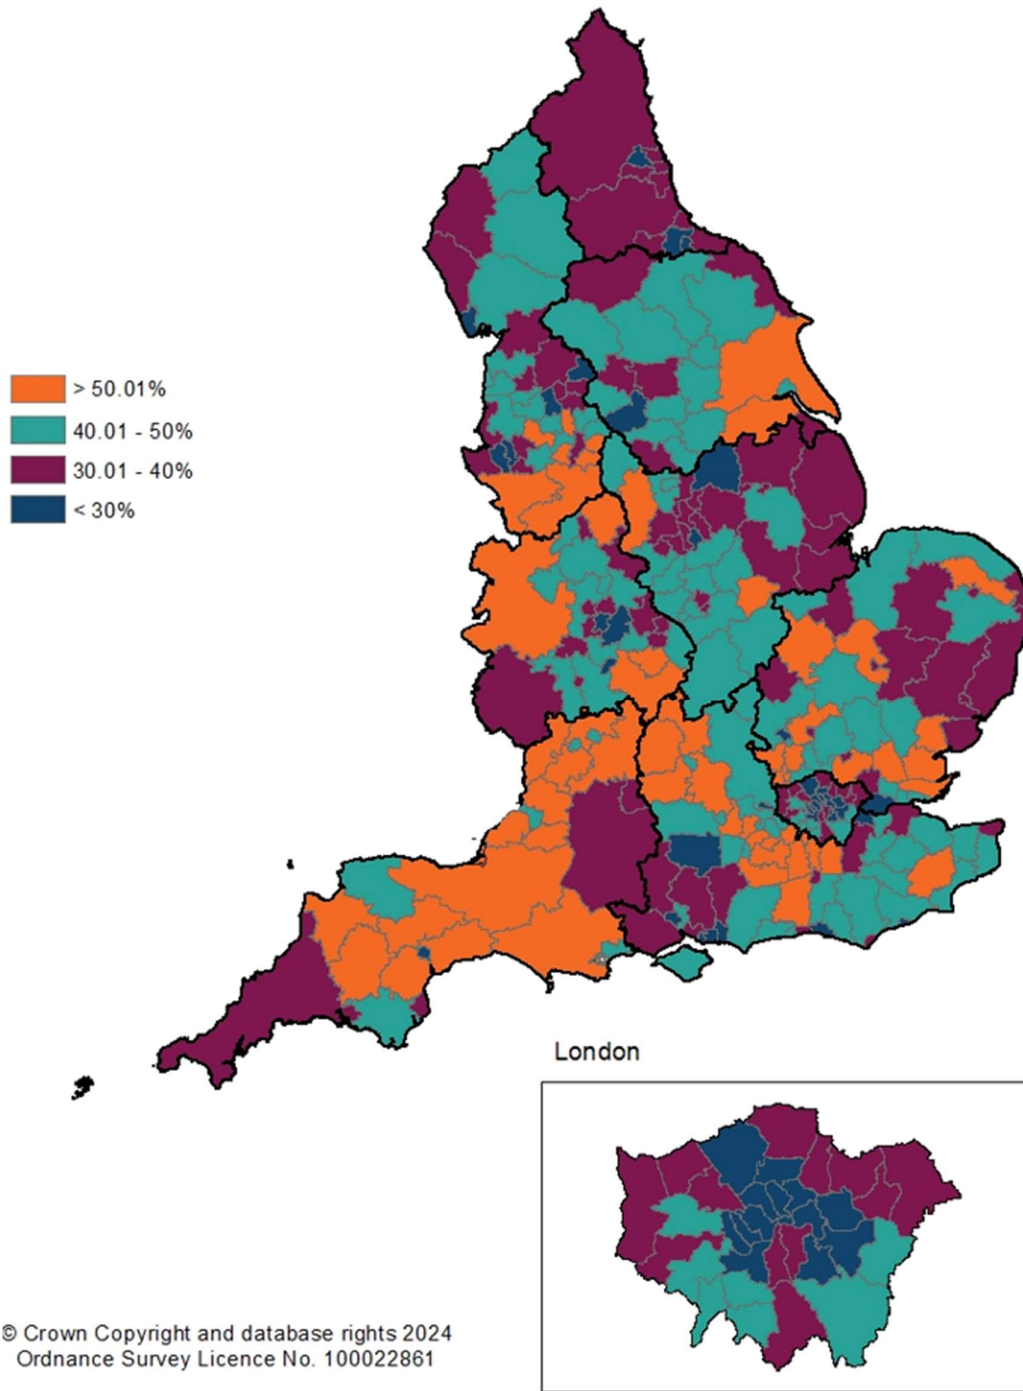 > 50.01%
40.01 - 50%
30.01 - 40%
< 30%
London
© Crown Copyright and database rights 2024
Ordnance Survey Licence No. 100022861